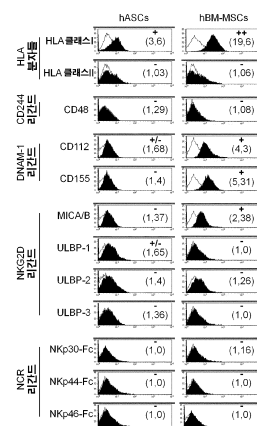 hASCs hBM-MSCs
HLA 분자들
HLA 클래스I + (3,6) ++ (19,6)
HLA 클래스II - (1,03) - (1,06)
CD244 리간드
CD48 - (1,29) - (1,08)
DNAM-1 리간드
CD112 +/- (1,68) + (4,3)
CD155 - (1,4) + (5,31)
NKG2D 리간드
MICA/B - (1,37) + (2,38)
ULBP-1 +/- (1,65) - (1,0)
ULBP-2 - (1,4) - (1,26)
ULBP-3 - (1,36) - (1,0)
NCR 리간드
NKp30-Fc - (1,0) - (1,16)
NKp44-Fc - (1,0) - (1,0)
NKp46-Fc - (1,0) - (1,0)